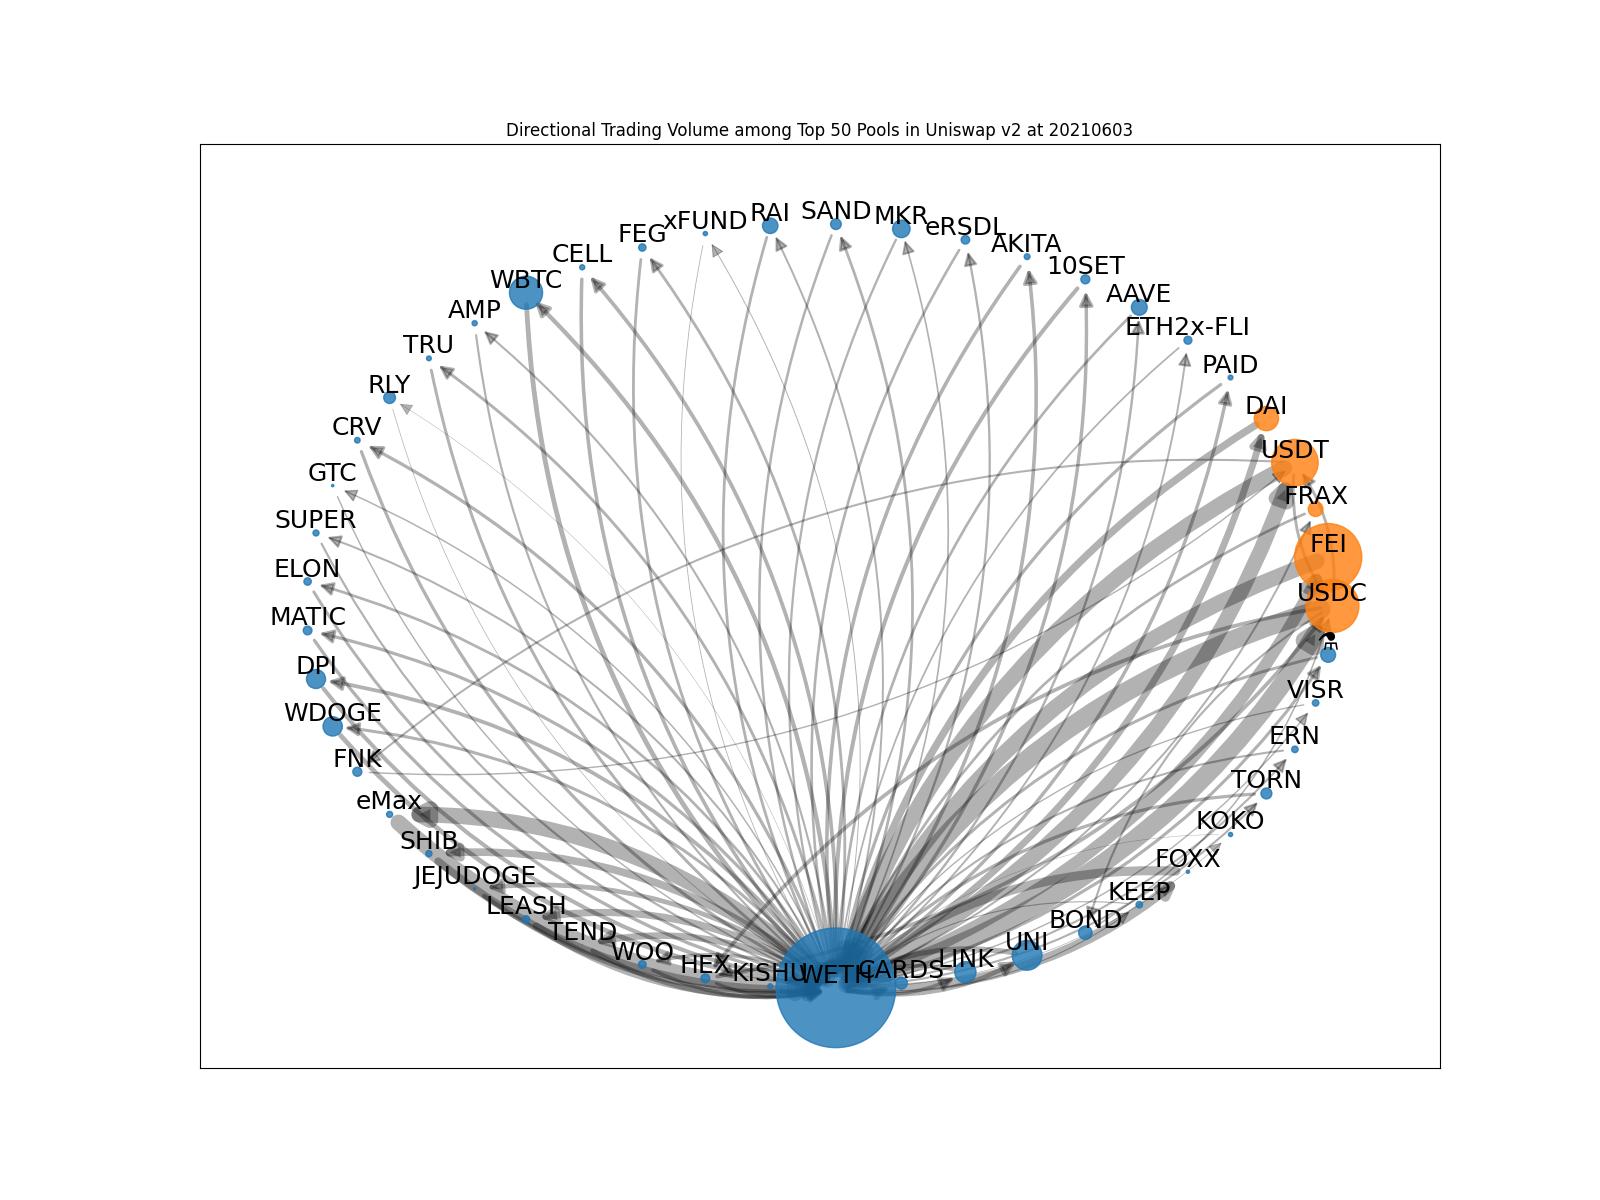 Directional Trading Volume among Top 50 Pools in Uniswap v2 at 20210603
RAI
SAND
MKR
xFUND
eRSDL
FEG
AKITA
CELL
10SET
WBTC
AAVE
AMP
ETH2x-FLI
TRU
PAID
RLY
DAI
CRV
USDT
GTC
FRAX
SUPER
FEI
ELON
USDC
MATIC
⚗
DPI
VISR
WDOGE
ERN
FNK
TORN
eMax
KOKO
SHIB
FOXX
JEJUDOGE
KEEP
LEASH
BOND
TEND
UNI
WOO
LINK
HEX
CARDS
KISHU
WETH